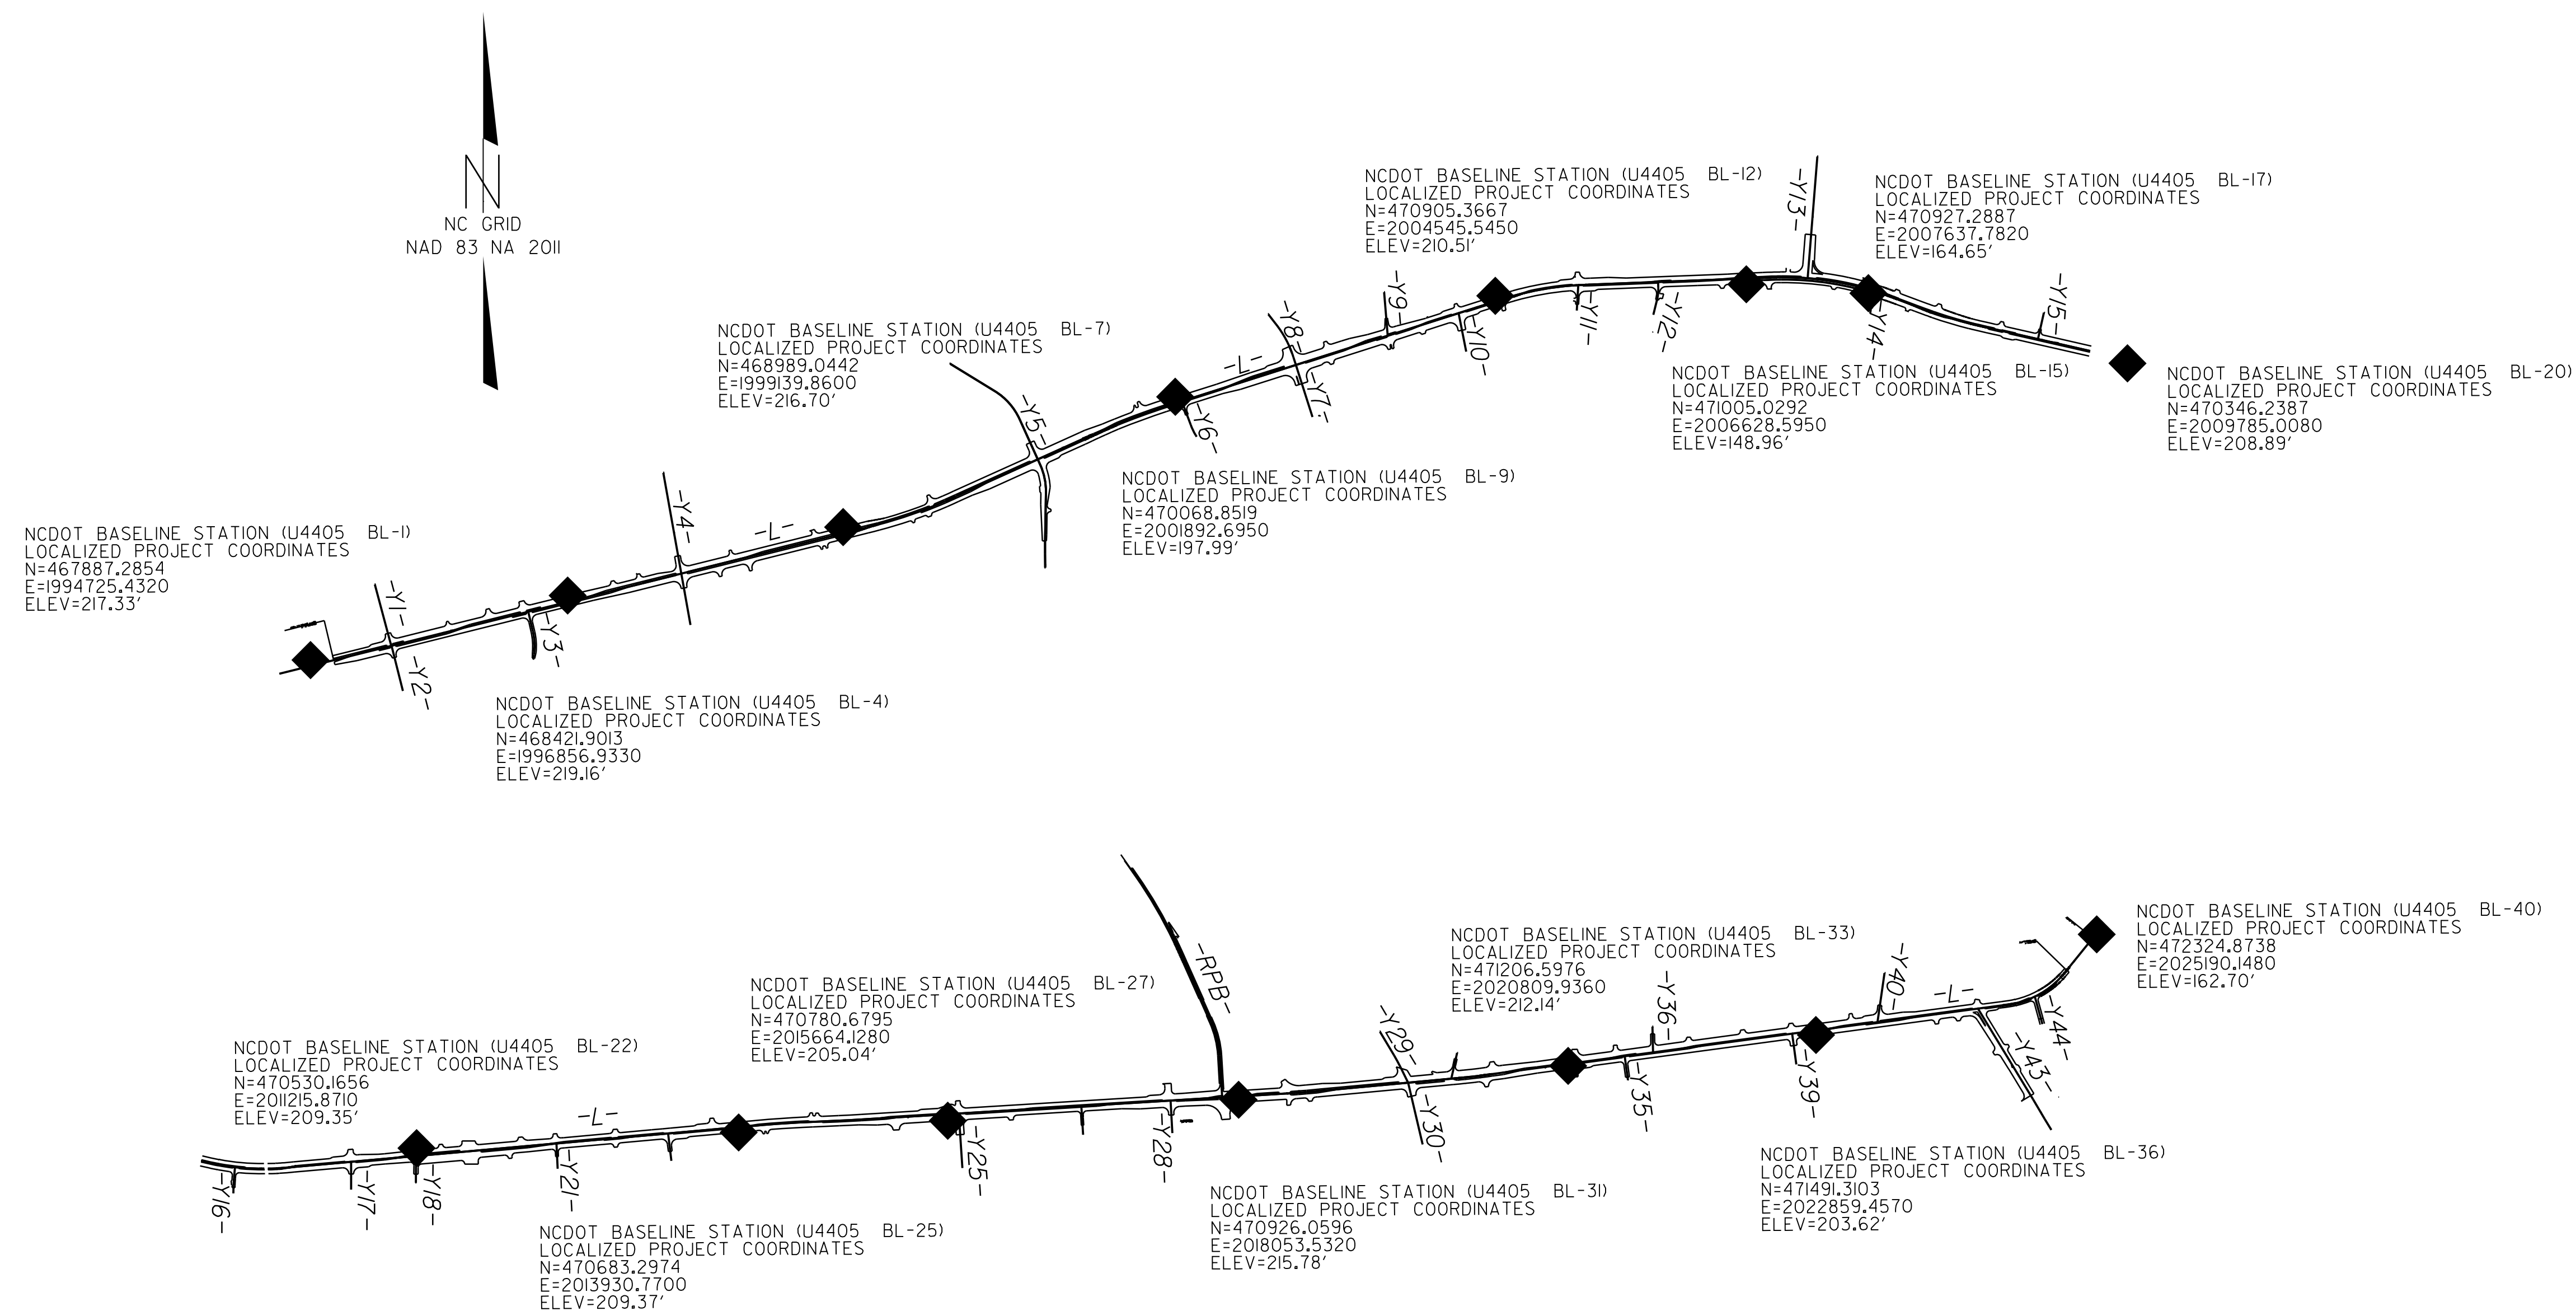 N
NC GRID
NAD 83 NA 2011
NCDOT BASELINE STATION (U4405 BL-1)
LOCALIZED PROJECT COORDINATES
N=467887.2854
E=1994725.4320
ELEV=217.33'
-Y1-
-Y2-
-Y3-
NCDOT BASELINE STATION (U4405 BL-4)
LOCALIZED PROJECT COORDINATES
N=468421.9013
E=1996856.9330
ELEV=219.16'
-Y4-
-L-
NCDOT BASELINE STATION (U4405 BL-7)
LOCALIZED PROJECT COORDINATES
N=468989.0442
E=1999139.8600
ELEV=216.70'
-Y5-
-Y6-
NCDOT BASELINE STATION (U4405 BL-9)
LOCALIZED PROJECT COORDINATES
N=470068.8519
E=2001892.6950
ELEV=197.99'
-L-
-Y8-
-Y7-
-Y9-
-Y10-
NCDOT BASELINE STATION (U4405 BL-12)
LOCALIZED PROJECT COORDINATES
N=470905.3667
E=2004545.5450
ELEV=210.51'
-Y11-
-Y12-
-Y13-
-Y14-
NCDOT BASELINE STATION (U4405 BL-15)
LOCALIZED PROJECT COORDINATES
N=471005.0292
E=2006628.5950
ELEV=148.96'
NCDOT BASELINE STATION (U4405 BL-17)
LOCALIZED PROJECT COORDINATES
N=470927.2887
E=2007637.7820
ELEV=164.65'
-Y15-
NCDOT BASELINE STATION (U4405 BL-20)
LOCALIZED PROJECT COORDINATES
N=470346.2387
E=2009785.0080
ELEV=208.89'
NCDOT BASELINE STATION (U4405 BL-22)
LOCALIZED PROJECT COORDINATES
N=470530.1656
E=2011215.8710
ELEV=209.35'
-Y16-
-Y17-
-Y18-
-L-
-Y21-
NCDOT BASELINE STATION (U4405 BL-25)
LOCALIZED PROJECT COORDINATES
N=470683.2974
E=2013930.7700
ELEV=209.37'
NCDOT BASELINE STATION (U4405 BL-27)
LOCALIZED PROJECT COORDINATES
N=470780.6795
E=2015664.1280
ELEV=205.04'
-Y25-
-Y28-
-RPB-
NCDOT BASELINE STATION (U4405 BL-31)
LOCALIZED PROJECT COORDINATES
N=470926.0596
E=2018053.5320
ELEV=215.78'
-Y29-
-Y30-
NCDOT BASELINE STATION (U4405 BL-33)
LOCALIZED PROJECT COORDINATES
N=471206.5976
E=2020809.9360
ELEV=212.14'
-Y36-
-Y35-
-Y39-
-Y40-
NCDOT BASELINE STATION (U4405 BL-36)
LOCALIZED PROJECT COORDINATES
N=471491.3103
E=2022859.4570
ELEV=203.62'
-L-
-Y43-
-Y44-
NCDOT BASELINE STATION (U4405 BL-40)
LOCALIZED PROJECT COORDINATES
N=472324.8738
E=2025190.1480
ELEV=162.70'